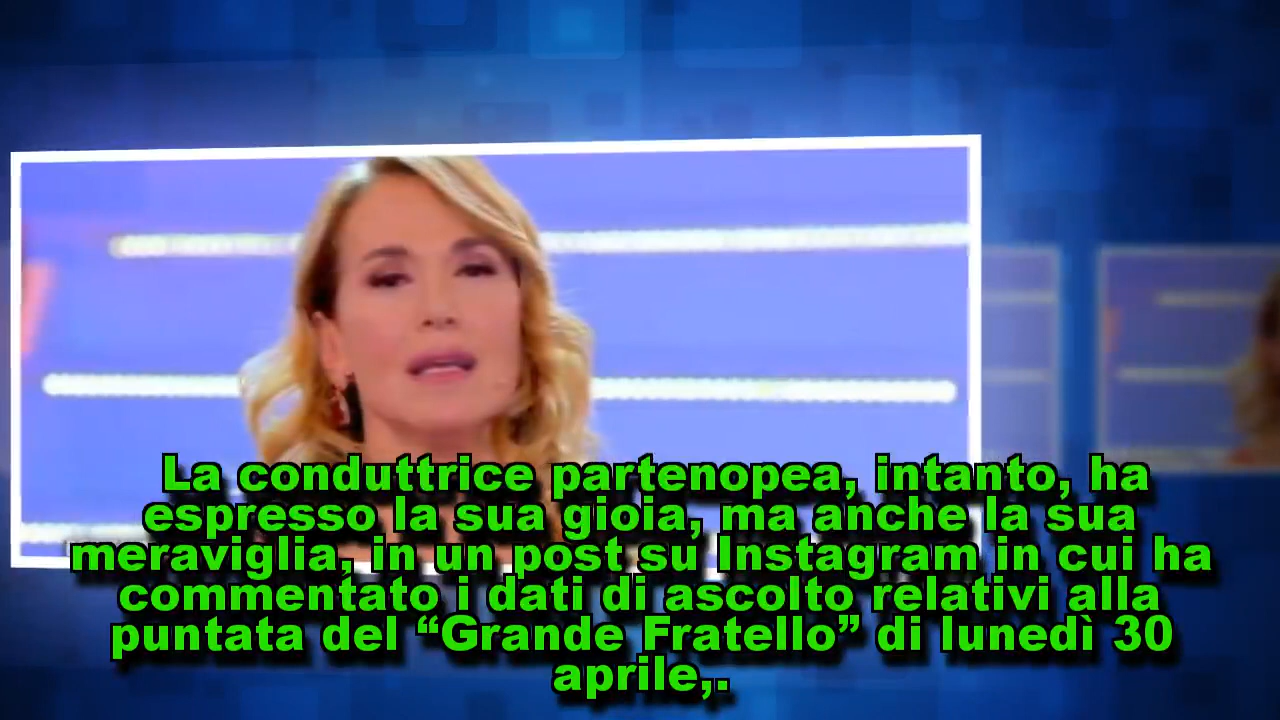 La conduttrice partenopea, intanto, ha
espresso la sua gioia, ma anche la sua
meraviglia, in un post su Instagram in cui ha
commentato i dati di ascolto relativi alla
puntata del “Grande Fratello” di lunedì 30
aprile,.